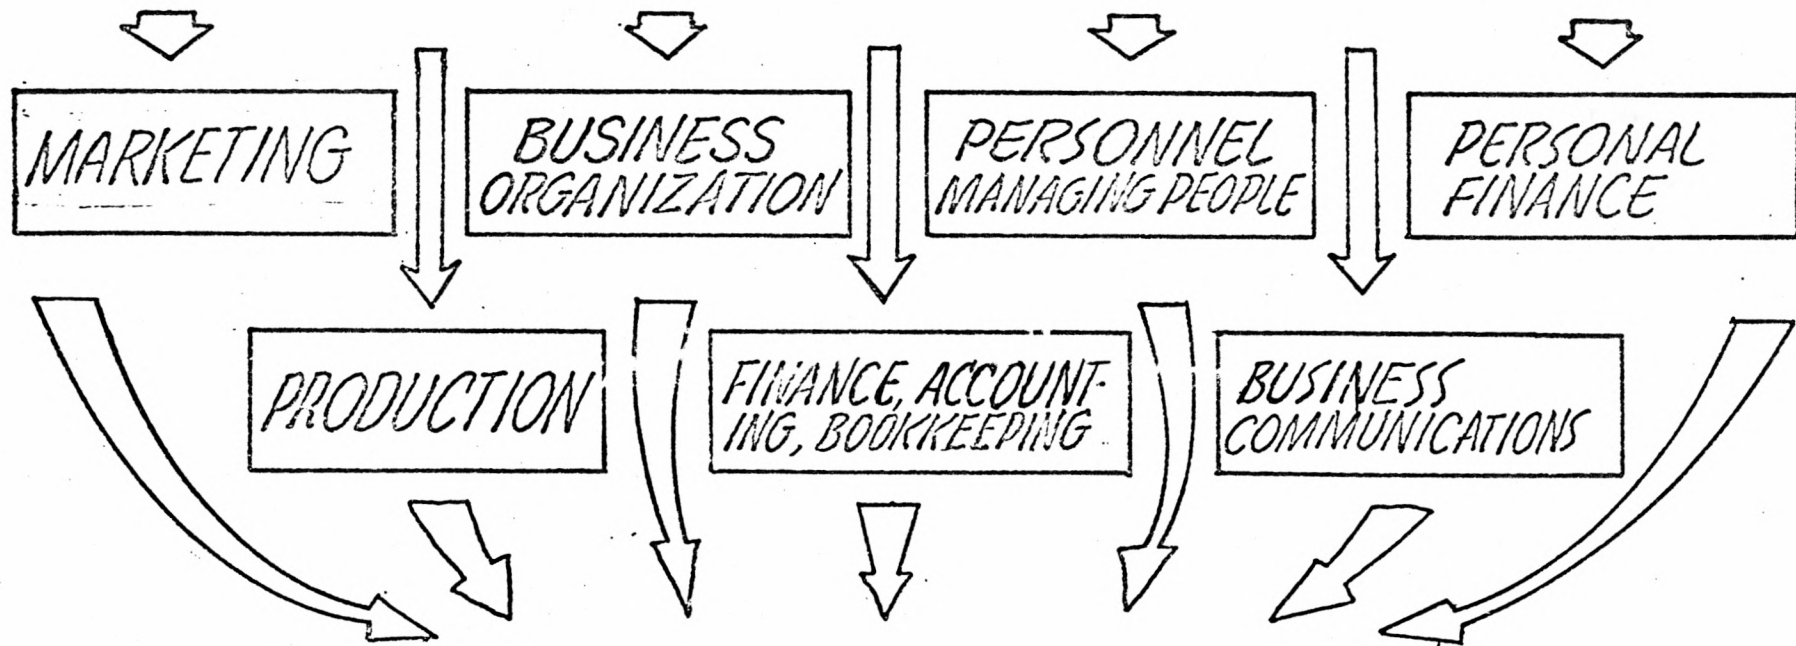 MARKETING
BUSINESS
ORGANIZATION
PERSONNEL
MANAGING PEOPLE
PERSONAL
FINANCE
PRODUCTION
FINANCE, ACCOUNT-
ING, BOOKKEEPING
BUSINESS
COMMUNICATIONS